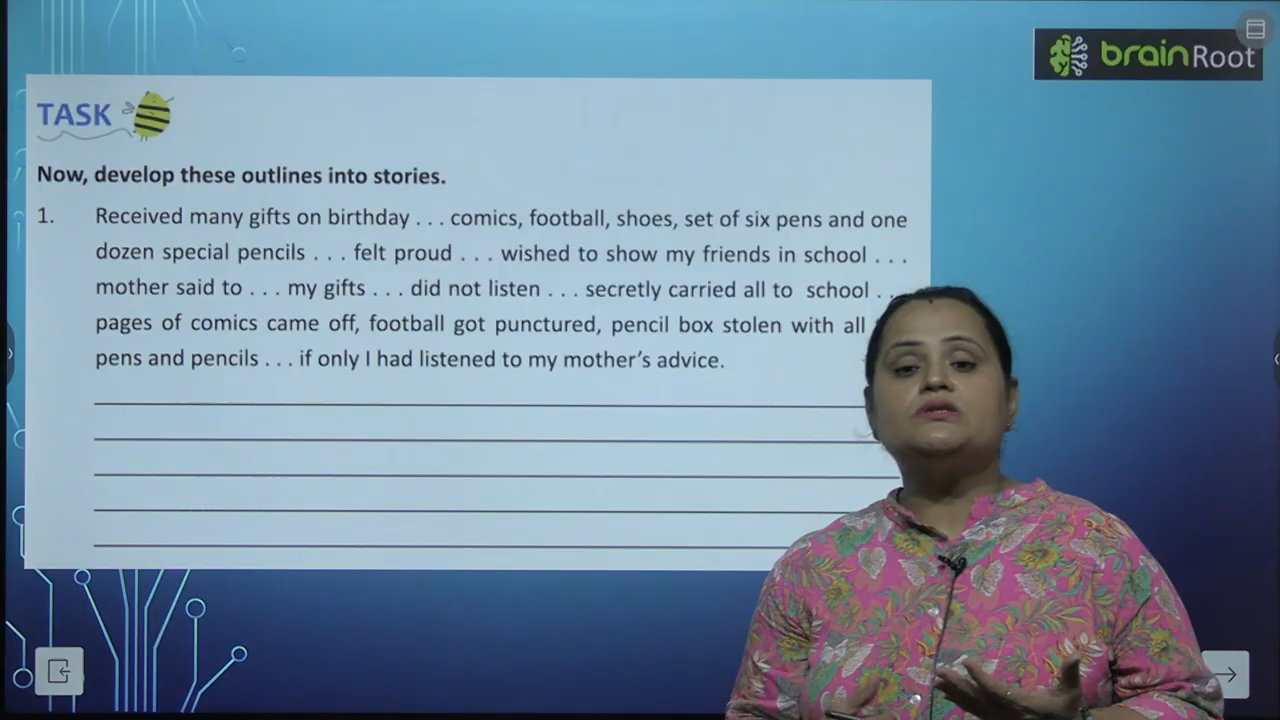 brainRoot
TASK
Now, develop these outlines into stories.
1. Received many gifts on birthday . . . comics, football, shoes, set of six pens and one
dozen special pencils . . . felt proud . . . wished to show my friends in school . . .
mother said to . . . my gifts . . . did not listen . . . secretly carried all to school . .
pages of comics came off, football got punctured, pencil box stolen with all
pens and pencils . . . if only I had listened to my mother's advice.